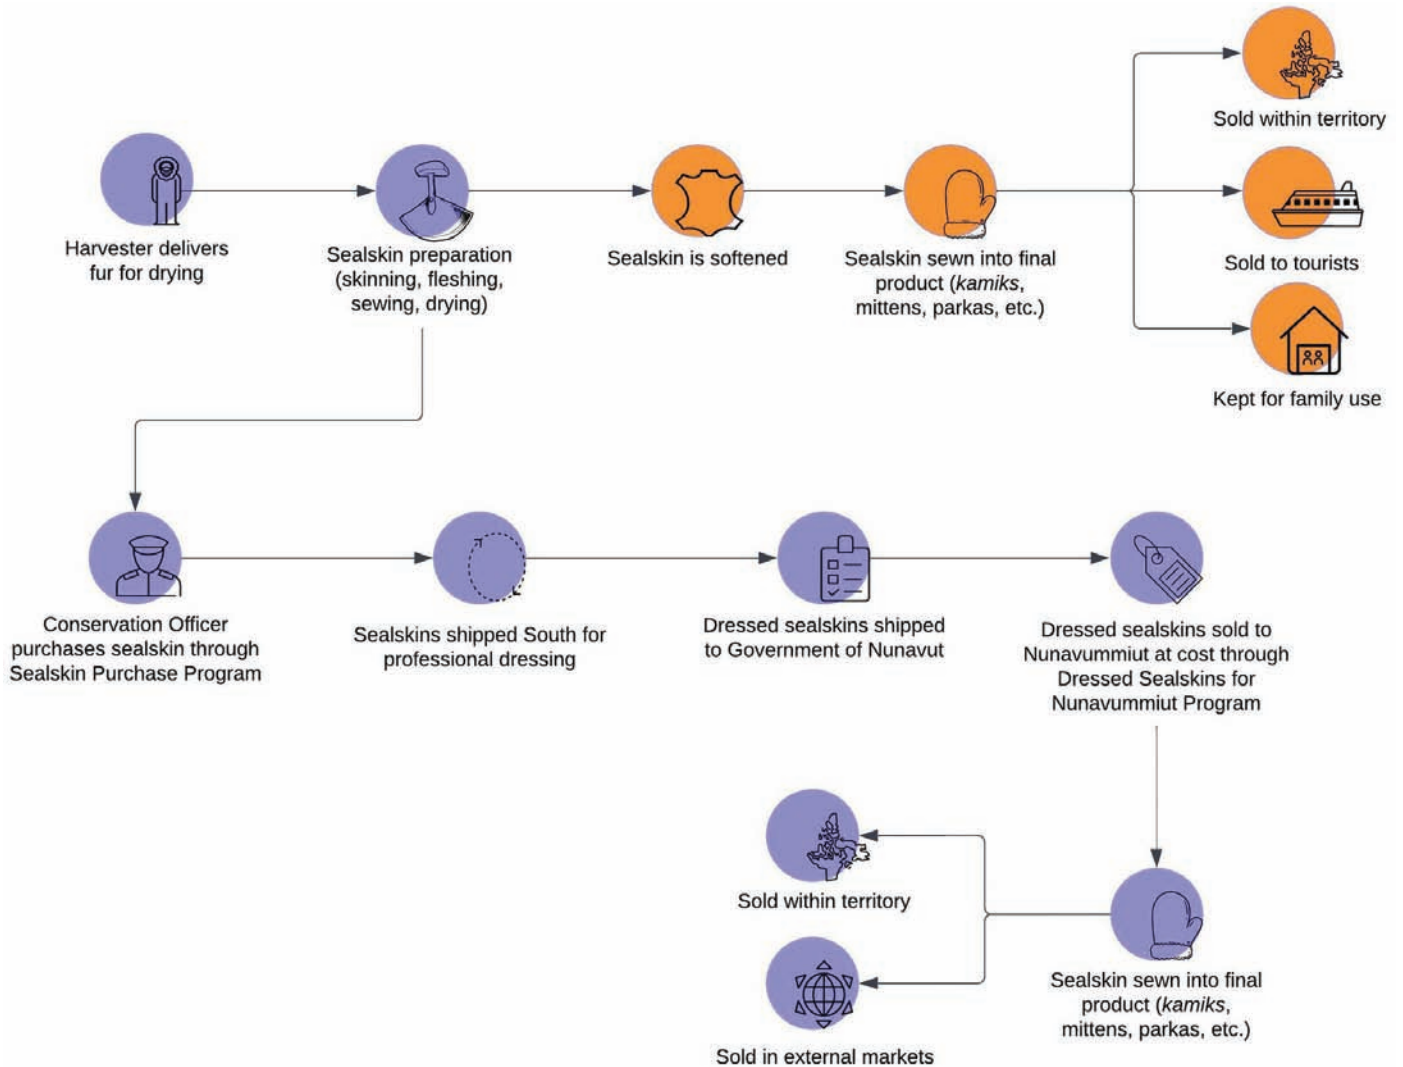 Sold within territory
Harvester delivers
fur for drying
Sealskin preparation
(skinning, fleshing,
sewing, drying)
Sealskin is softened
Sealskin sewn into final
product (kamiks,
mittens, parkas, etc.)
Sold to tourists
Kept for family use
Conservation Officer
purchases sealskin through
Sealskin Purchase Program
Sealskins shipped South for
professional dressing
Dressed sealskins shipped
to Government of Nunavut
Dressed sealskins sold to
Nunavummiut at cost through
Dressed Sealskins for
Nunavummiut Program
Sold within territory
Sealskin sewn into final
product (kamiks,
mittens, parkas, etc.)
Sold in external markets